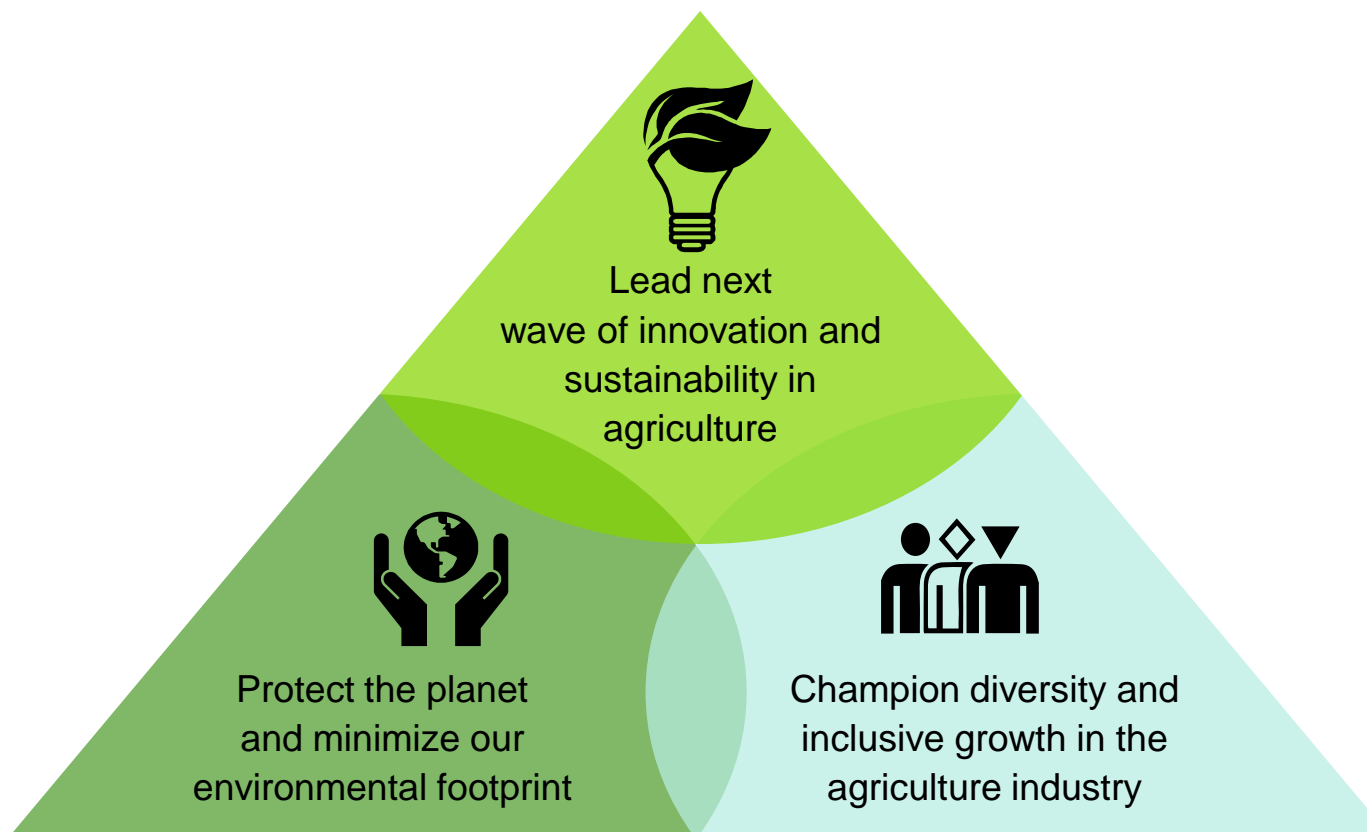 Lead next
wave of innovation and
sustainability in
agriculture
Protect the planet
and minimize our
environmental footprint
Champion diversity and
inclusive growth in the
agriculture industry